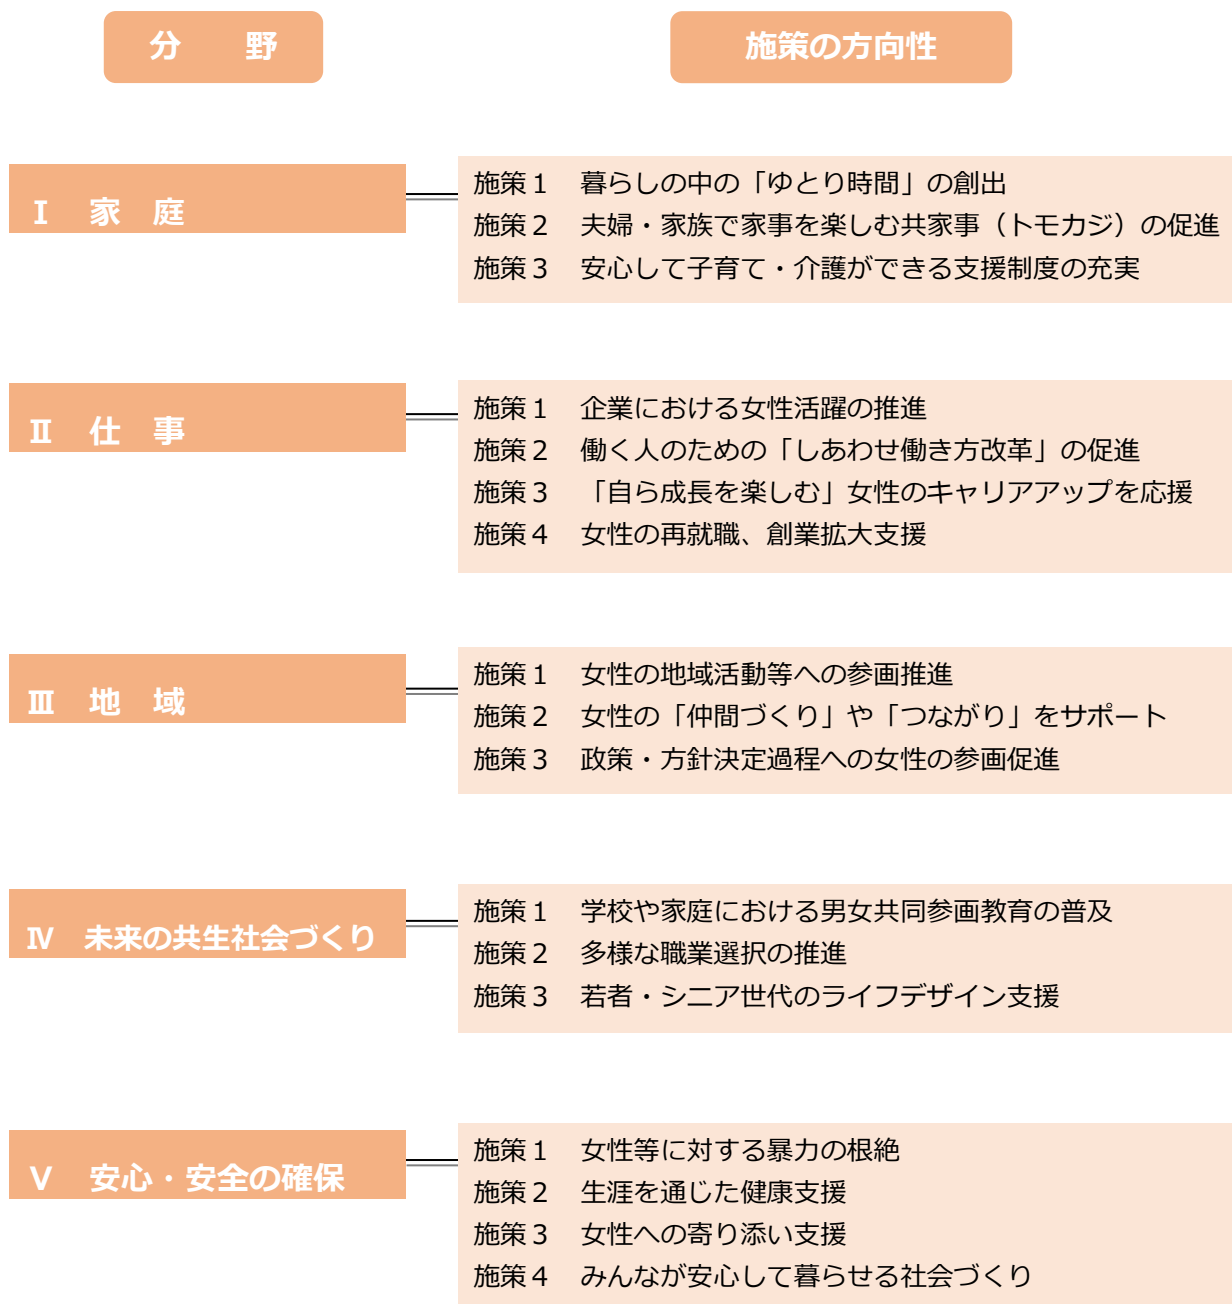 分　野
施策の方向性
Ⅰ　家　庭
施策１　暮らしの中の「ゆとり時間」の創出
施策２　夫婦・家族で家事を楽しむ共家事（トモカジ）の促進
施策３　安心して子育て・介護ができる支援制度の充実
Ⅱ　仕　事
施策１　企業における女性活躍の推進
施策２　働く人のための「しあわせ働き方改革」の促進
施策３　「自ら成長を楽しむ」女性のキャリアアップを応援
施策４　女性の再就職、創業拡大支援
Ⅲ　地　域
施策１　女性の地域活動等への参画推進
施策２　女性の「仲間づくり」や「つながり」をサポート
施策３　政策・方針決定過程への女性の参画促進
Ⅳ　未来の共生社会づくり
施策１　学校や家庭における男女共同参画教育の普及
施策２　多様な職業選択の推進
施策３　若者・シニア世代のライフデザイン支援
Ⅴ　安心・安全の確保
施策１　女性等に対する暴力の根絶
施策２　生涯を通じた健康支援
施策３　女性への寄り添い支援
施策４　みんなが安心して暮らせる社会づくり